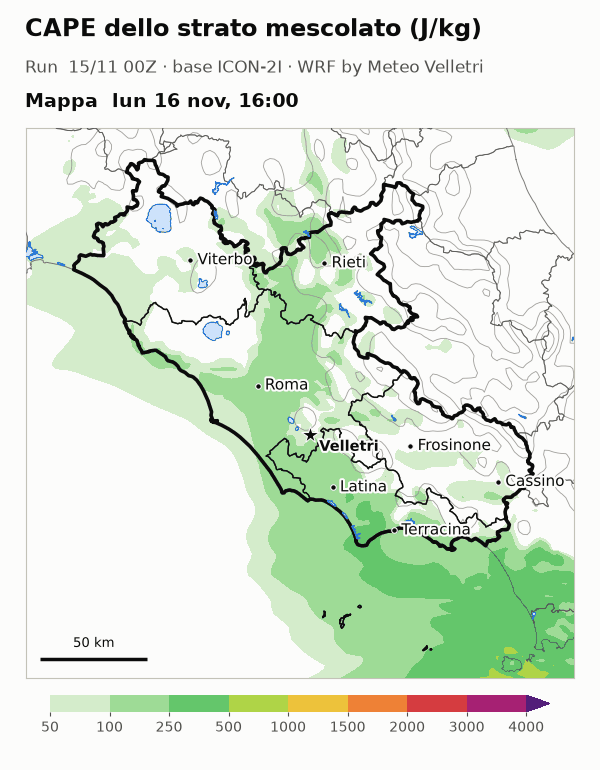 CAPE dello strato mescolato (J/kg)
Run 15/11 00Z · base ICON-2I · WRF by Meteo Velletri
Mappa lun 16 nov, 16:00
Viterbo
Rieti
Roma
Velletri
Frosinone
Latina
Cassino
Terracina
50 km
50 100 250 500 1000 1500 2000 3000 4000